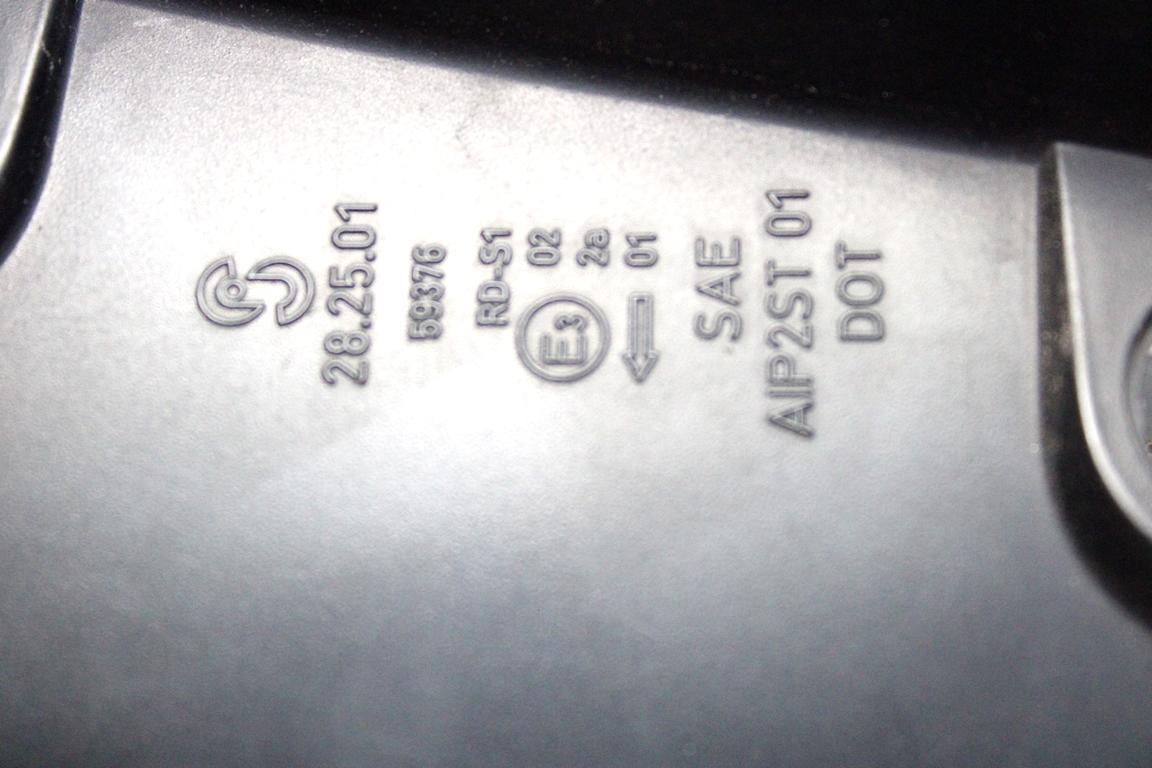 28.25.01
59376
RD-S1
E3 02
2a
01
SAE
AIP2ST 01
DOT